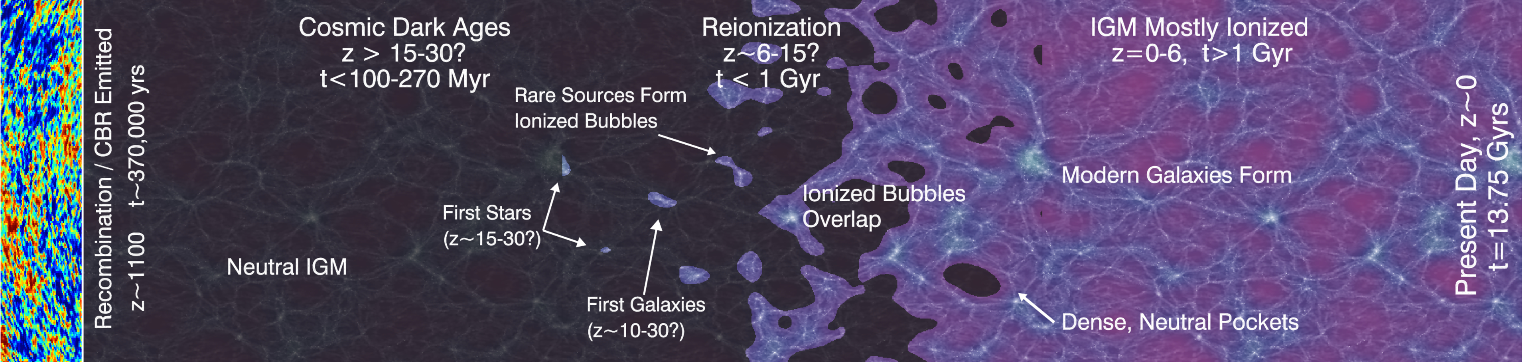 Recombination / CBR Emitted
z~1100 t~370,000 yrs
Cosmic Dark Ages
z > 15-30?
t<100-270 Myr
Reionization
z~6-15?
t < 1 Gyr
IGM Mostly Ionized
z=0-6, t>1 Gyr
Rare Sources Form
Ionized Bubbles
First Stars
(z~15-30?)
Neutral IGM
First Galaxies
(z~10-30?)
Ionized Bubbles
Overlap
Modern Galaxies Form
Dense, Neutral Pockets
Present Day, z~0
t=13.75 Gyrs